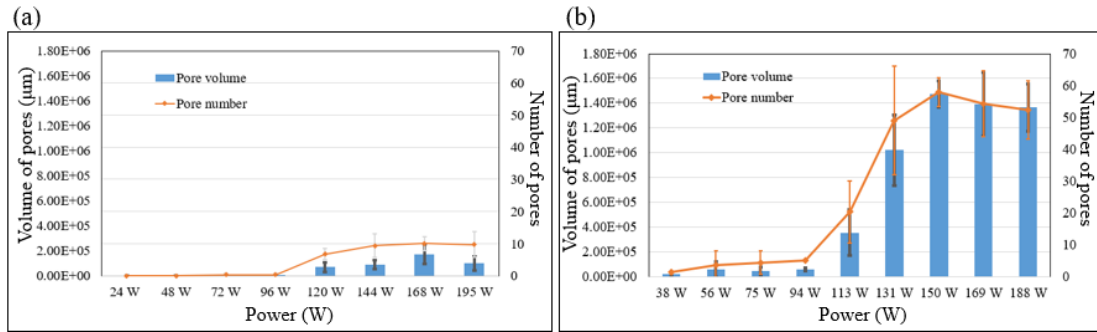 (a)
1.80E+06
1.60E+06
1.40E+06
1.20E+06
1.00E+06
8.00E+05
6.00E+05
4.00E+05
2.00E+05
0.00E+00
Volume of pores (μm)
Pore volume
Pore number
70
60
50
40
30
20
10
0
Number of pores
24 W 48 W 72 W 96 W 120 W 144 W 168 W 195 W
Power (W)
(b)
1.80E+06
1.60E+06
1.40E+06
1.20E+06
1.00E+06
8.00E+05
6.00E+05
4.00E+05
2.00E+05
0.00E+00
Volume of pores (μm)
Pore volume
Pore number
70
60
50
40
30
20
10
0
Number of pores
38 W 56 W 75 W 94 W 113 W 131 W 150 W 169 W 188 W
Power (W)